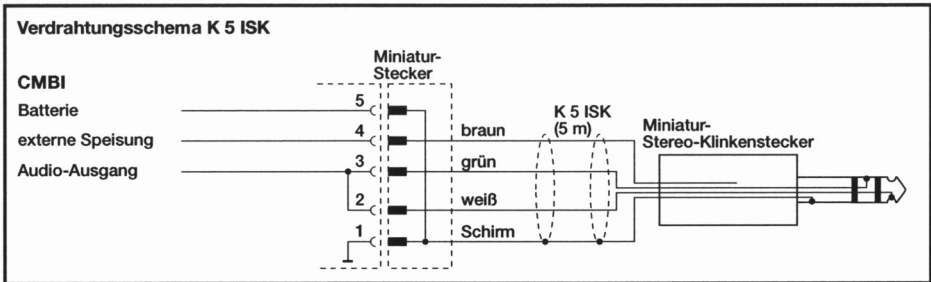 Verdrahtungsschema K 5 ISK
Miniatur-
Stecker
CMBI
Batterie
5
externe Speisung
4
braun
K 5 ISK
(5 m)
Miniatur-
Stereo-Klinkenstecker
Audio-Ausgang
3
grün
2
weiß
1
Schirm